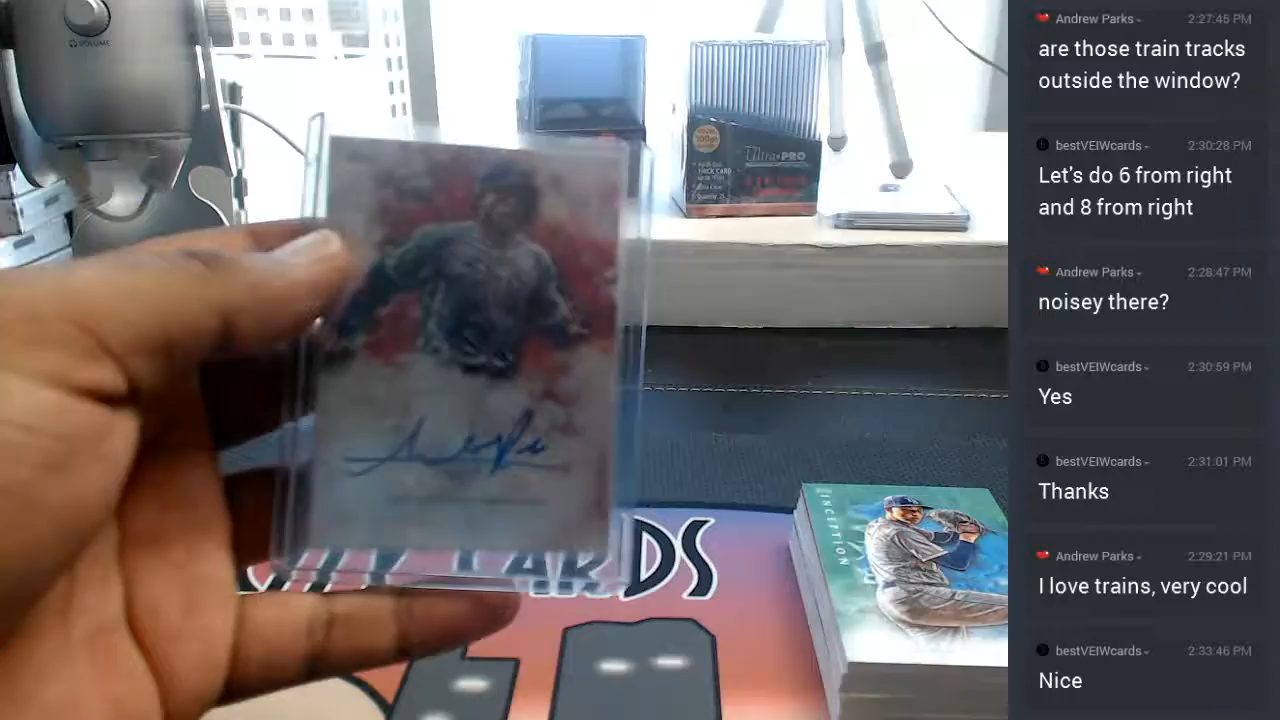 VOLUME
Ultra•PRO
INCEPTION
CARDS
Andrew Parks
2:27:45 PM
are those train tracks
outside the window?
bestVEIWcards
2:30:28 PM
Let's do 6 from right
and 8 from right
Andrew Parks
2:28:47 PM
noisey there?
bestVEIWcards
2:30:59 PM
Yes
bestVEIWcards
2:31:01 PM
Thanks
Andrew Parks
2:29:21 PM
I love trains, very cool
bestVEIWcards
2:33:46 PM
Nice